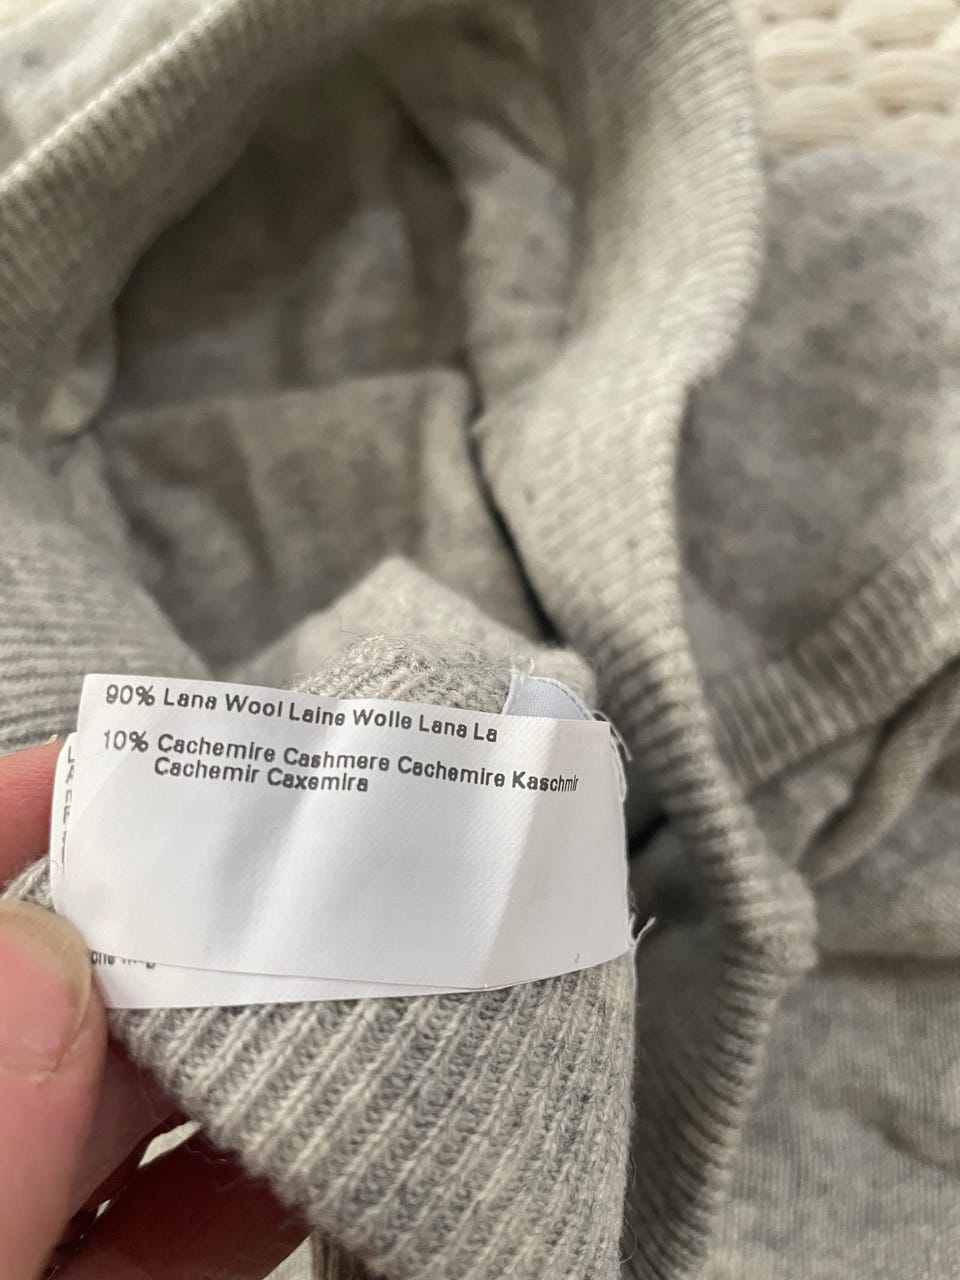 90% Lana Wool Laine Wolle Lana La
10% Cachemire Cashmere Cachemire Kaschmir
Cachemir Caxemira